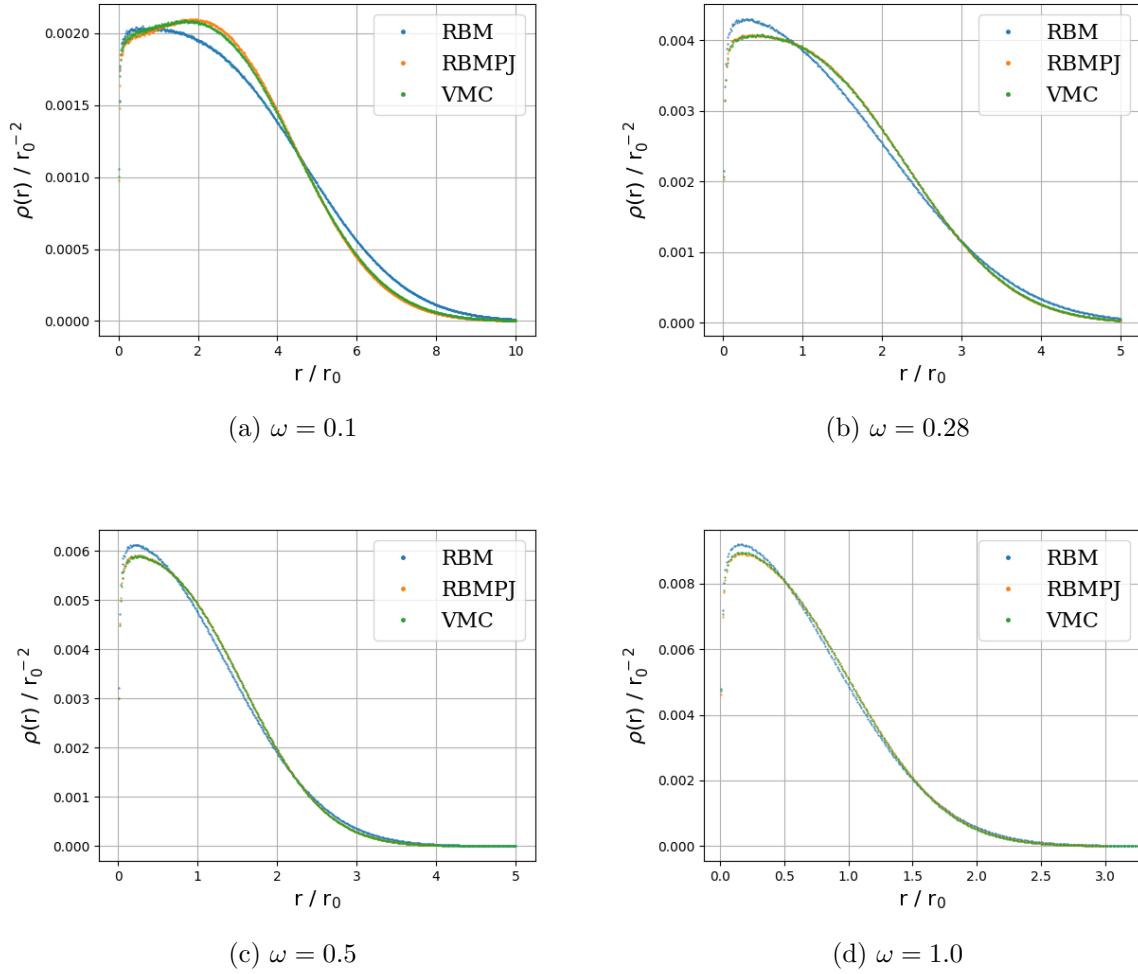 ρ(r) / r₀⁻²
0.0020
0.0015
0.0010
0.0005
0.0000
0 2 4 6 8 10
r / r₀
RBM
RBMPJ
VMC
(a) ω = 0.1
ρ(r) / r₀⁻²
0.004
0.003
0.002
0.001
0.000
0 1 2 3 4 5
r / r₀
RBM
RBMPJ
VMC
(b) ω = 0.28
ρ(r) / r₀⁻²
0.006
0.005
0.004
0.003
0.002
0.001
0.000
0 1 2 3 4 5
r / r₀
RBM
RBMPJ
VMC
(c) ω = 0.5
ρ(r) / r₀⁻²
0.008
0.006
0.004
0.002
0.000
0.0 0.5 1.0 1.5 2.0 2.5 3.0
r / r₀
RBM
RBMPJ
VMC
(d) ω = 1.0